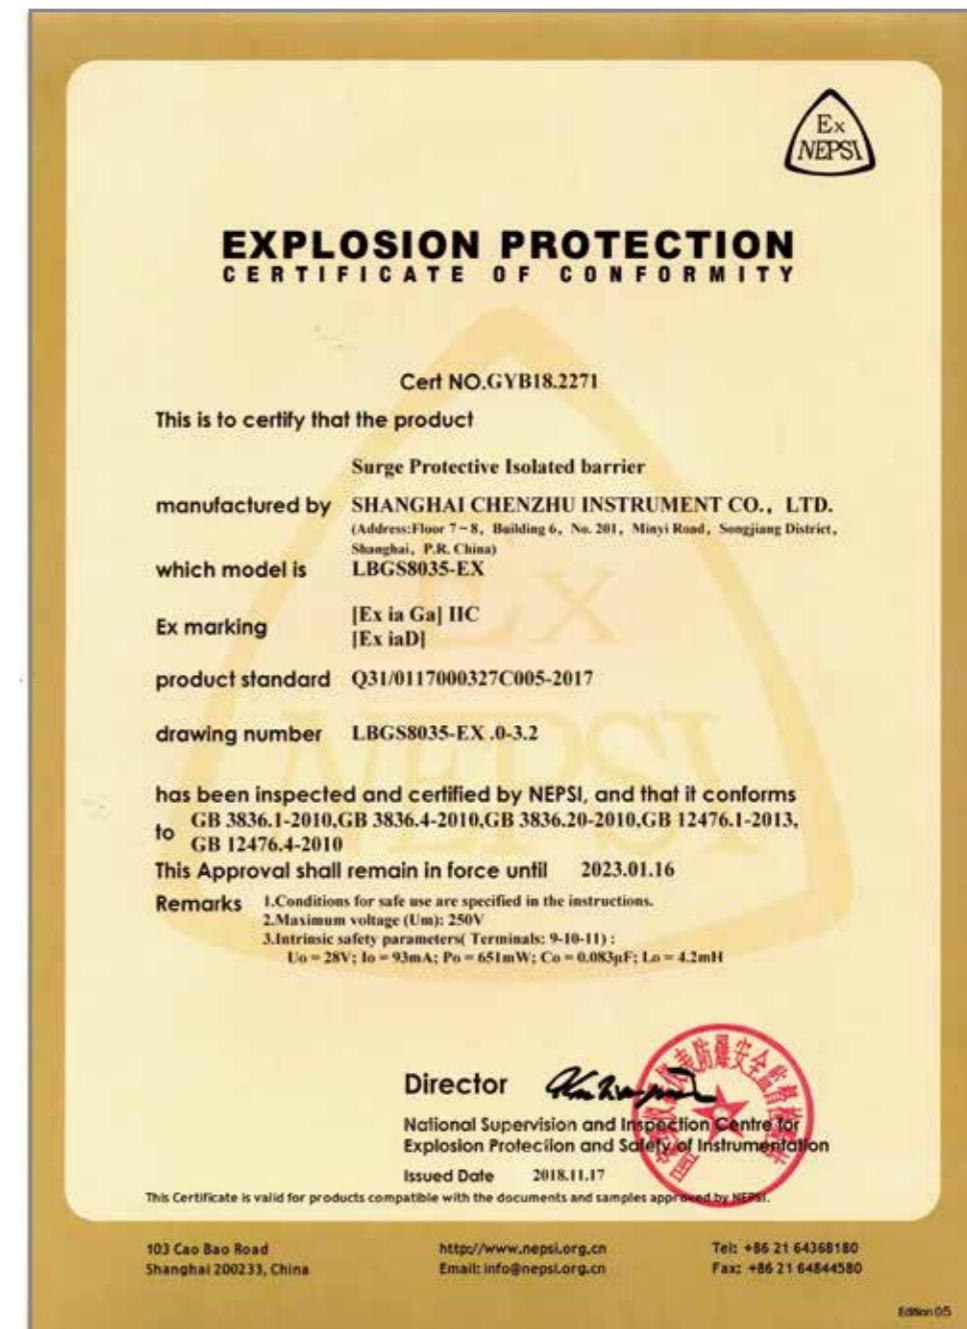 Ex
NEPSI
EXPLOSION PROTECTION
CERTIFICATE OF CONFORMITY
Cert NO.GYB18.2271
This is to certify that the product
Surge Protective Isolated barrier
manufactured by SHANGHAI CHENZHU INSTRUMENT CO., LTD.
(Address:Floor 7-8, Building 6, No. 201, Minyi Road, Songjiang District,
Shanghai, P.R. China)
which model is LBGS8035-EX
Ex marking [Ex ia Ga] IIC
[Ex iaD]
product standard Q31/0117000327C005-2017
drawing number LBGS8035-EX .0-3.2
has been inspected and certified by NEPSI, and that it conforms
to GB 3836.1-2010,GB 3836.4-2010,GB 3836.20-2010,GB 12476.1-2013,
GB 12476.4-2010
This Approval shall remain in force until 2023.01.16
Remarks 1.Conditions for safe use are specified in the instructions.
2.Maximum voltage (Um): 250V
3.Intrinsic safety parameters( Terminals: 9-10-11) :
Uo = 28V; Io = 93mA; Po = 651mW; Co = 0.083μF; Lo = 4.2mH
Director
National Supervision and Inspection Centre for
Explosion Protection and Safety of Instrumentation
Issued Date 2018.11.17
This Certificate is valid for products compatible with the documents and samples approved by NEPSI.
防爆安全监督
103 Cao Bao Road
Shanghai 200233, China
http://www.nepsi.org.cn
Email: info@nepsi.org.cn
Tel: +86 21 64368180
Fax: +86 21 64844580
Edition 05